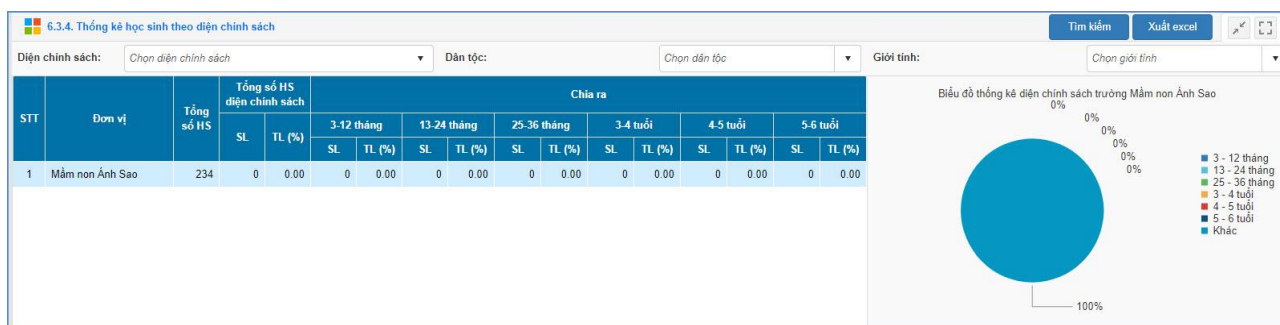 6.3.4. Thống kê học sinh theo diện chính sách
Tìm kiếm
Xuất excel
Diện chính sách:
Chọn diện chính sách
Dân tộc:
Chọn dân tộc
Giới tính:
Chọn giới tính
STT
Đơn vị
Tổng số HS
Tổng số HS diện chính sách
Chia ra
3-12 tháng
13-24 tháng
25-36 tháng
3-4 tuổi
4-5 tuổi
5-6 tuổi
SL TL (%) SL TL (%) SL TL (%) SL TL (%) SL TL (%) SL TL (%) SL TL (%)
1 Mầm non Ánh Sao 234 0 0.00 0 0.00 0 0.00 0 0.00 0 0.00 0 0.00 0 0.00
Biểu đồ thống kê diện chính sách trường Mầm non Ánh Sao
0%
0%
0%
0%
0%
0%
3 - 12 tháng
13 - 24 tháng
25 - 36 tháng
3 - 4 tuổi
4 - 5 tuổi
5 - 6 tuổi
Khác
100%